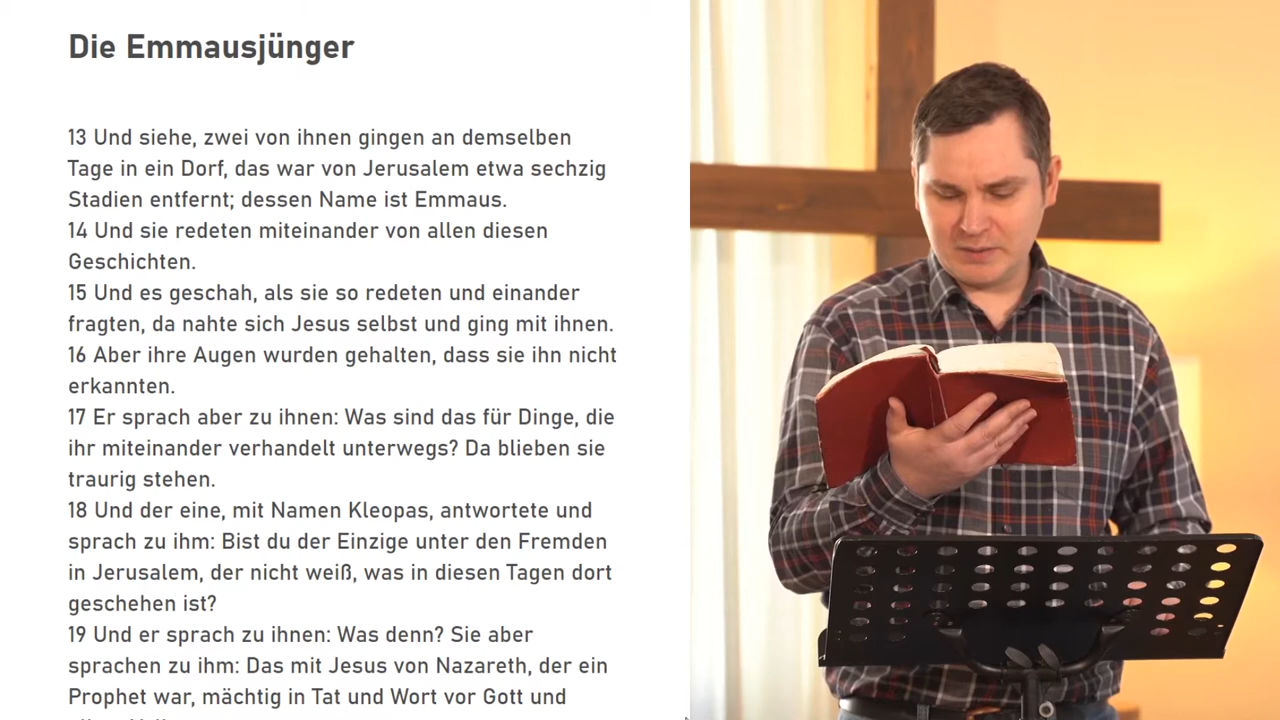 Die Emmausjünger
13 Und siehe, zwei von ihnen gingen an demselben
Tage in ein Dorf, das war von Jerusalem etwa sechzig
Stadien entfernt; dessen Name ist Emmaus.
14 Und sie redeten miteinander von allen diesen
Geschichten.
15 Und es geschah, als sie so redeten und einander
fragten, da nahte sich Jesus selbst und ging mit ihnen.
16 Aber ihre Augen wurden gehalten, dass sie ihn nicht
erkannten.
17 Er sprach aber zu ihnen: Was sind das für Dinge, die
ihr miteinander verhandelt unterwegs? Da blieben sie
traurig stehen.
18 Und der eine, mit Namen Kleopas, antwortete und
sprach zu ihm: Bist du der Einzige unter den Fremden
in Jerusalem, der nicht weiß, was in diesen Tagen dort
geschehen ist?
19 Und er sprach zu ihnen: Was denn? Sie aber
sprachen zu ihm: Das mit Jesus von Nazareth, der ein
Prophet war, mächtig in Tat und Wort vor Gott und